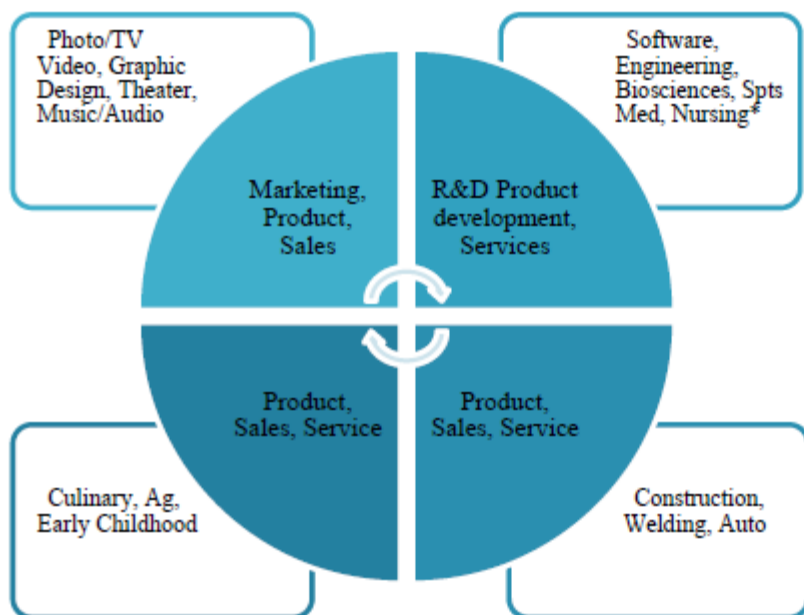 Photo/TV
Video, Graphic
Design, Theater,
Music/Audio
Software,
Engineering,
Biosciences, Spts
Med, Nursing*
Marketing,
Product,
Sales
R&D Product
development,
Services
Product,
Sales, Service
Product,
Sales, Service
Culinary, Ag,
Early Childhood
Construction,
Welding, Auto